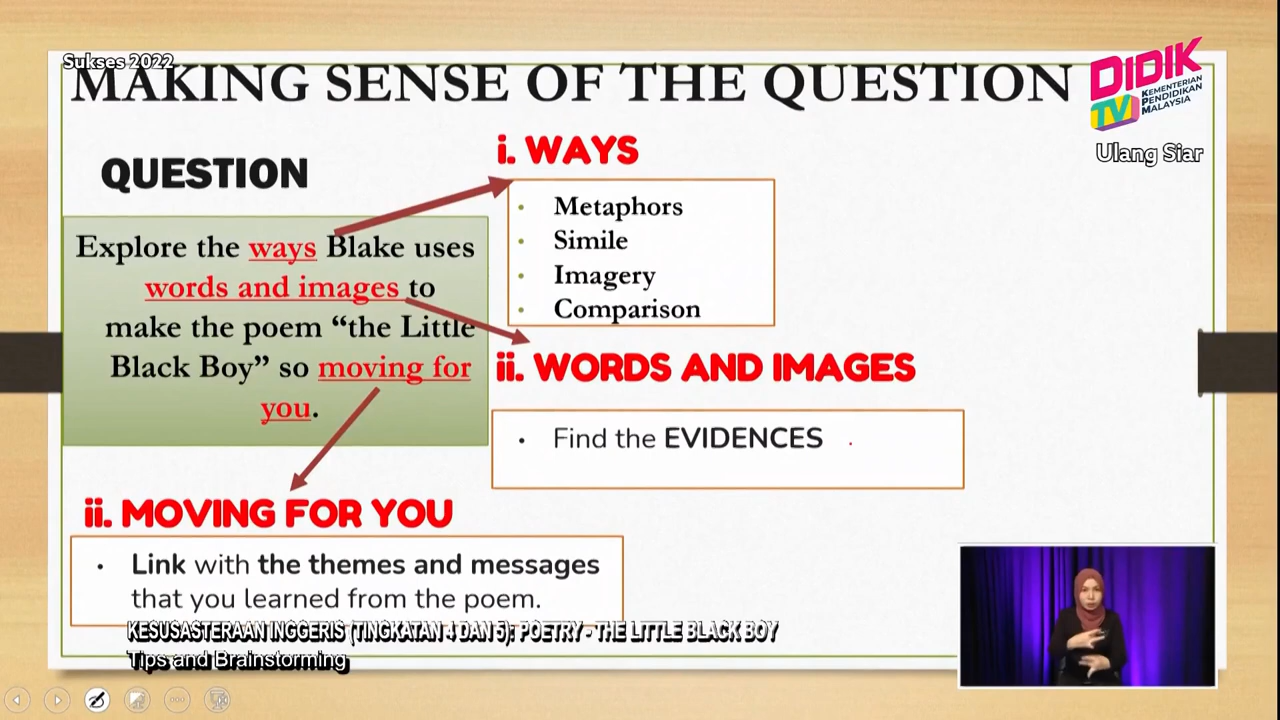 Sukses 2022
MAKING SENSE OF THE QUESTION
DIDIK
TV
KEMENTERIAN
PENDIDIKAN
MALAYSIA
Ulang Siar
QUESTION
Explore the ways Blake uses
words and images to
make the poem “the Little
Black Boy” so moving for
you.
i. WAYS
• Metaphors
• Simile
• Imagery
• Comparison
ii. WORDS AND IMAGES
• Find the EVIDENCES
ii. MOVING FOR YOU
• Link with the themes and messages
that you learned from the poem.
KESUSASTERAAN INGGERIS (TINGKATAN 4 DAN 5): POETRY - THE LITTLE BLACK BOY
Tips and Brainstorming